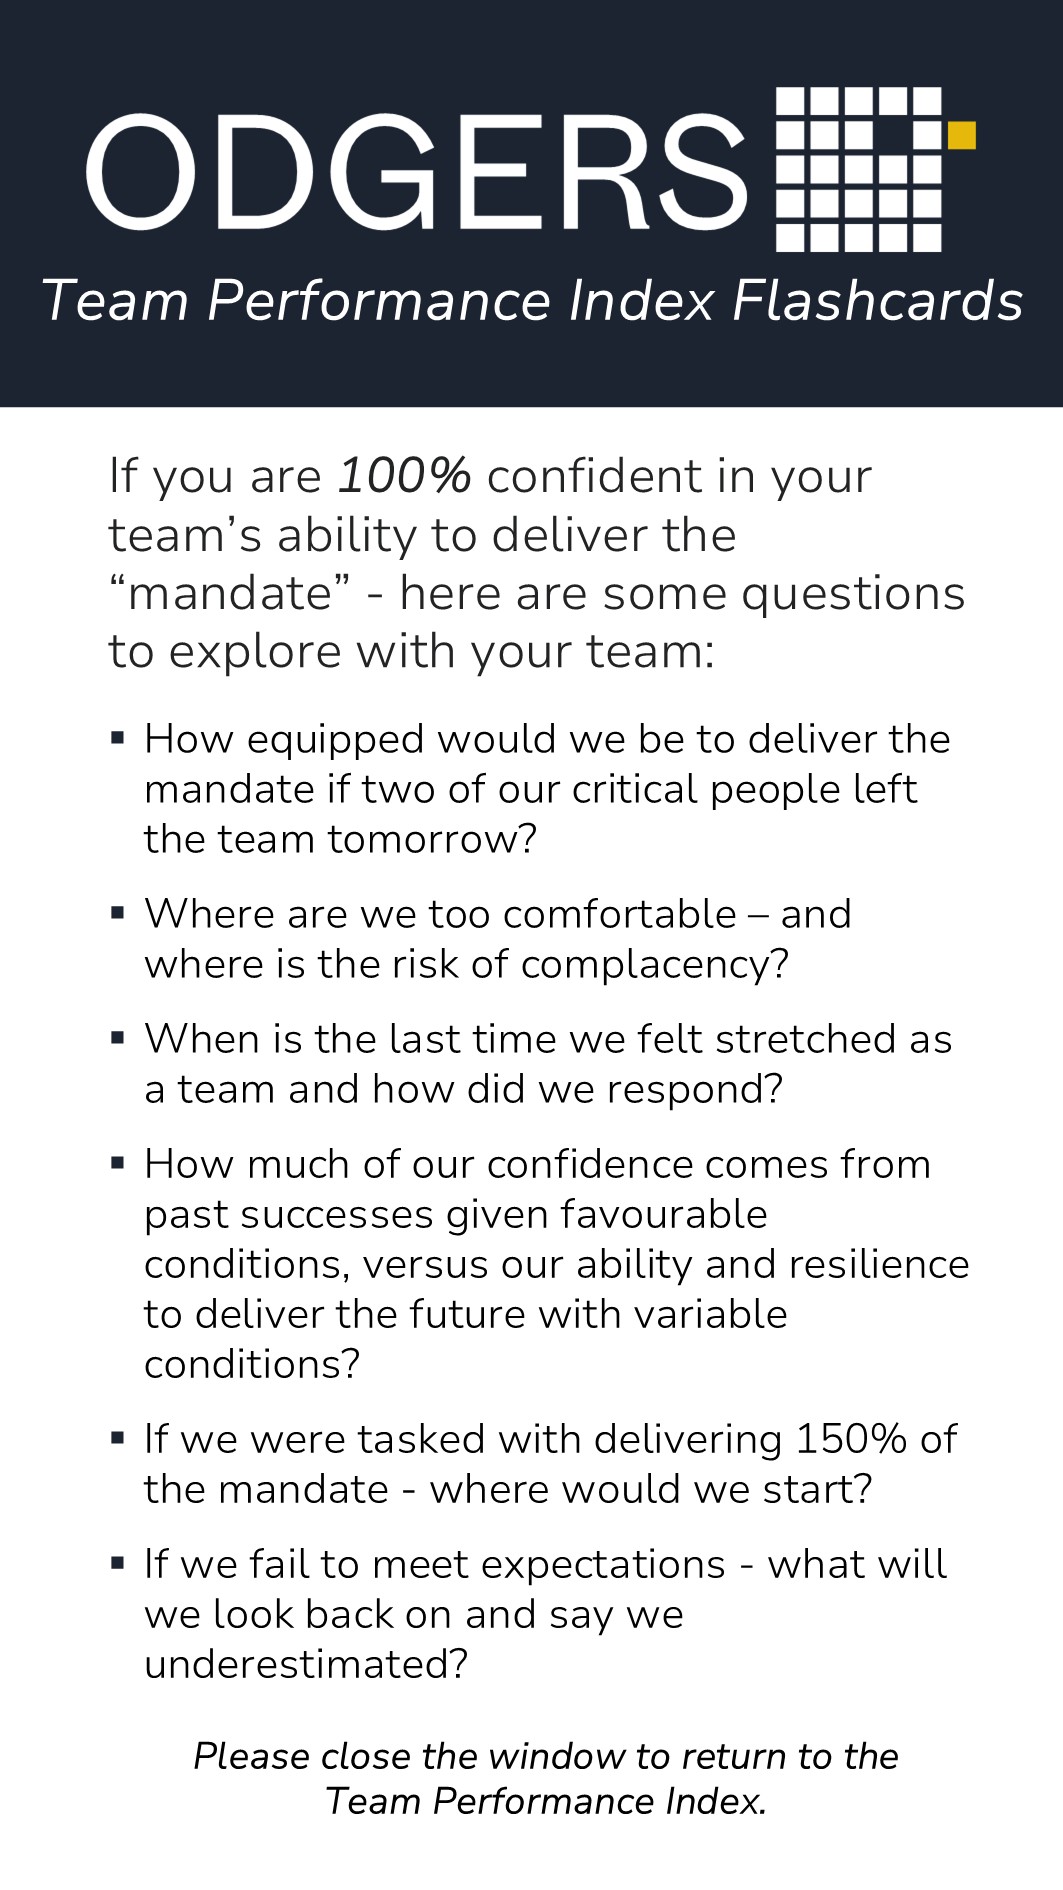 ODGERS
Team Performance Index Flashcards
If you are 100% confident in your
team’s ability to deliver the
“mandate” - here are some questions
to explore with your team:
▪ How equipped would we be to deliver the
mandate if two of our critical people left
the team tomorrow?
▪ Where are we too comfortable – and
where is the risk of complacency?
▪ When is the last time we felt stretched as
a team and how did we respond?
▪ How much of our confidence comes from
past successes given favourable
conditions, versus our ability and resilience
to deliver the future with variable
conditions?
▪ If we were tasked with delivering 150% of
the mandate - where would we start?
▪ If we fail to meet expectations - what will
we look back on and say we
underestimated?
Please close the window to return to the
Team Performance Index.